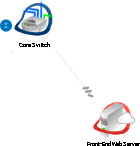 Core Switch
Front-End Web Server